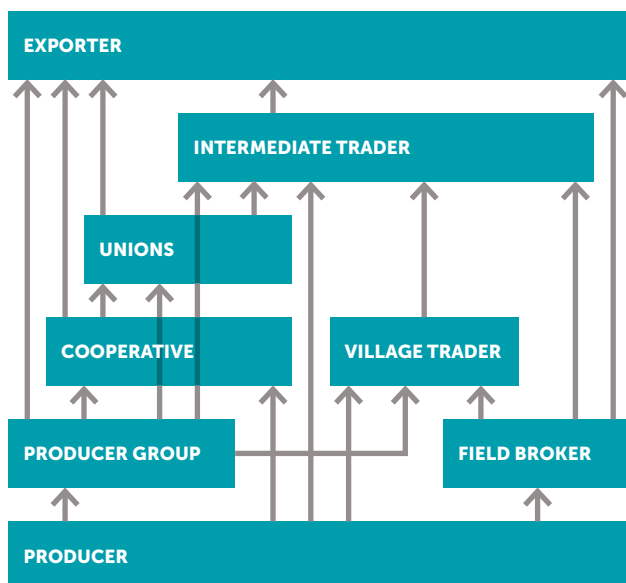 EXPORTER
INTERMEDIATE TRADER
UNIONS
COOPERATIVE
VILLAGE TRADER
PRODUCER GROUP
FIELD BROKER
PRODUCER